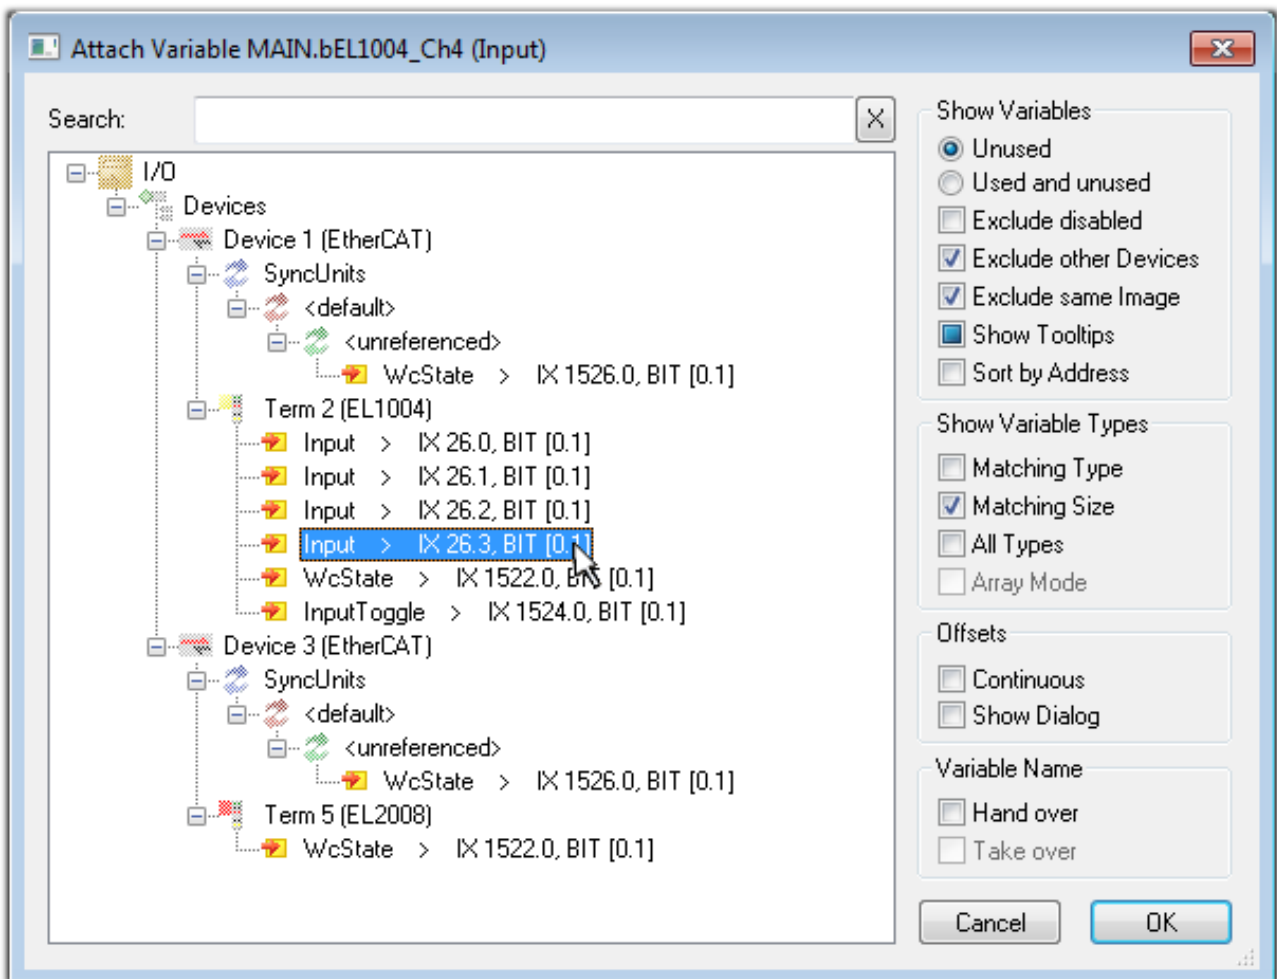 Attach Variable MAIN.bEL1004_Ch4 (Input)
Search:
I/O
Devices
Device 1 (EtherCAT)
SyncUnits
<default>
<unreferenced>
WcState > IX 1526.0, BIT [0.1]
Term 2 (EL1004)
Input > IX 26.0, BIT [0.1]
Input > IX 26.1, BIT [0.1]
Input > IX 26.2, BIT [0.1]
Input > IX 26.3, BIT [0.1]
WcState > IX 1522.0, BIT [0.1]
InputToggle > IX 1524.0, BIT [0.1]
Device 3 (EtherCAT)
SyncUnits
<default>
<unreferenced>
WcState > IX 1526.0, BIT [0.1]
Term 5 (EL2008)
WcState > IX 1522.0, BIT [0.1]
Show Variables
Unused
Used and unused
Exclude disabled
Exclude other Devices
Exclude same Image
Show Tooltips
Sort by Address
Show Variable Types
Matching Type
Matching Size
All Types
Array Mode
Offsets
Continuous
Show Dialog
Variable Name
Hand over
Take over
Cancel
OK